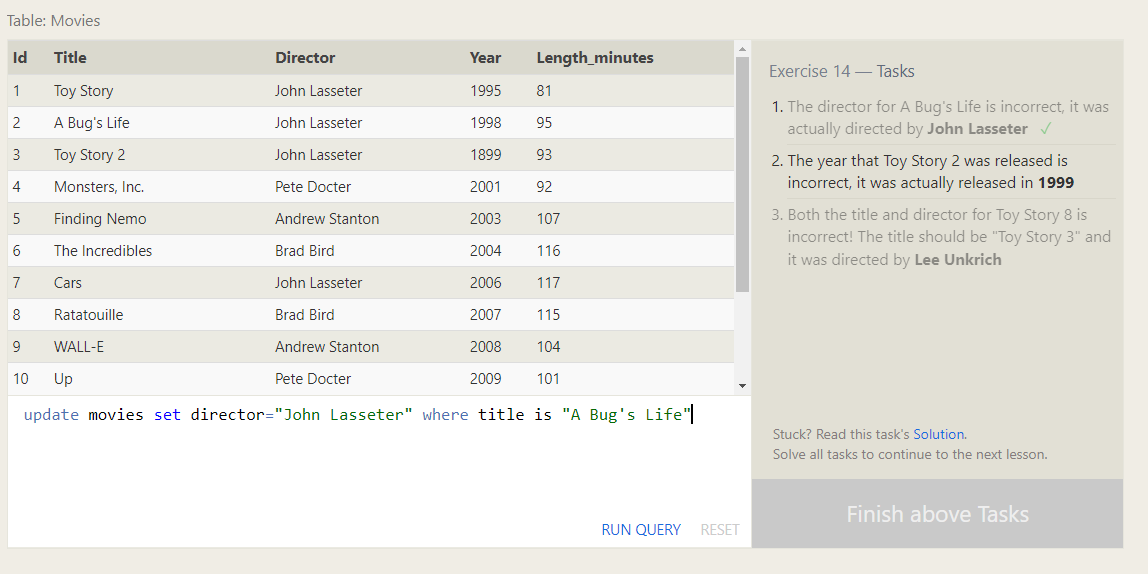 Table: Movies
Id Title Director Year Length_minutes
1 Toy Story John Lasseter 1995 81
2 A Bug's Life John Lasseter 1998 95
3 Toy Story 2 John Lasseter 1899 93
4 Monsters, Inc. Pete Docter 2001 92
5 Finding Nemo Andrew Stanton 2003 107
6 The Incredibles Brad Bird 2004 116
7 Cars John Lasseter 2006 117
8 Ratatouille Brad Bird 2007 115
9 WALL-E Andrew Stanton 2008 104
10 Up Pete Docter 2009 101
update movies set director="John Lasseter" where title is "A Bug's Life"
RUN QUERY RESET
Exercise 14 — Tasks
1. The director for A Bug's Life is incorrect, it was
actually directed by John Lasseter ✓
2. The year that Toy Story 2 was released is
incorrect, it was actually released in 1999
3. Both the title and director for Toy Story 8 is
incorrect! The title should be "Toy Story 3" and
it was directed by Lee Unkrich
Stuck? Read this task's Solution.
Solve all tasks to continue to the next lesson.
Finish above Tasks